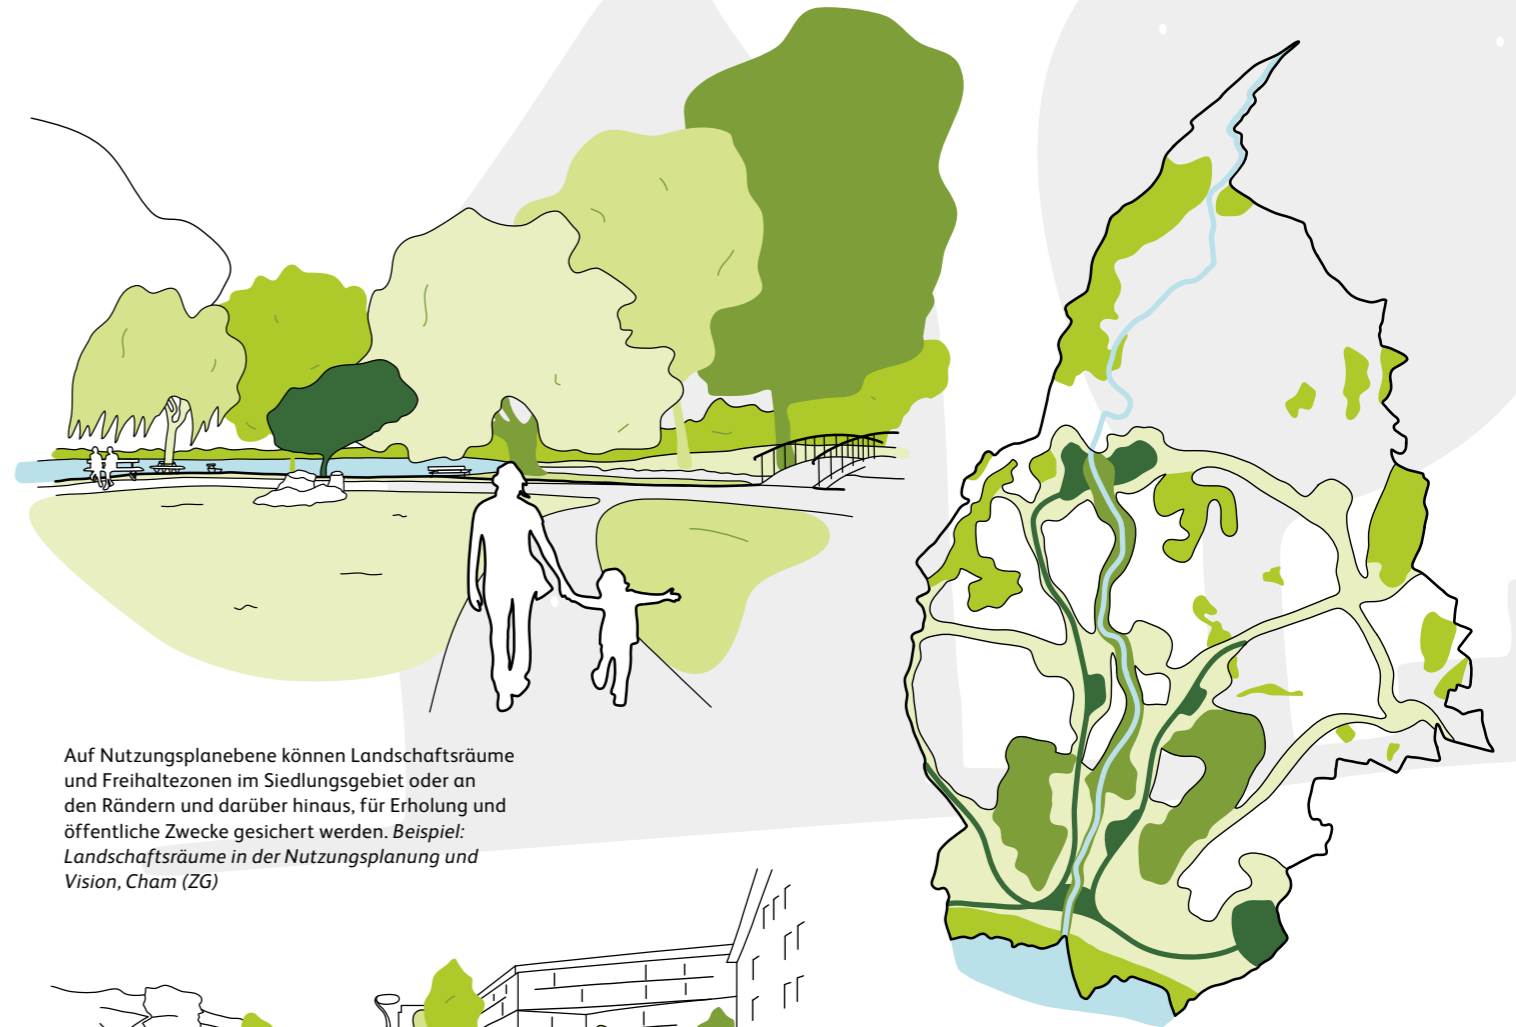 Auf Nutzungsplanebene können Landschaftsräume
und Freihaltezonen im Siedlungsgebiet oder an
den Rändern und darüber hinaus, für Erholung und
öffentliche Zwecke gesichert werden. Beispiel:
Landschaftsräume in der Nutzungsplanung und
Vision, Cham (ZG)